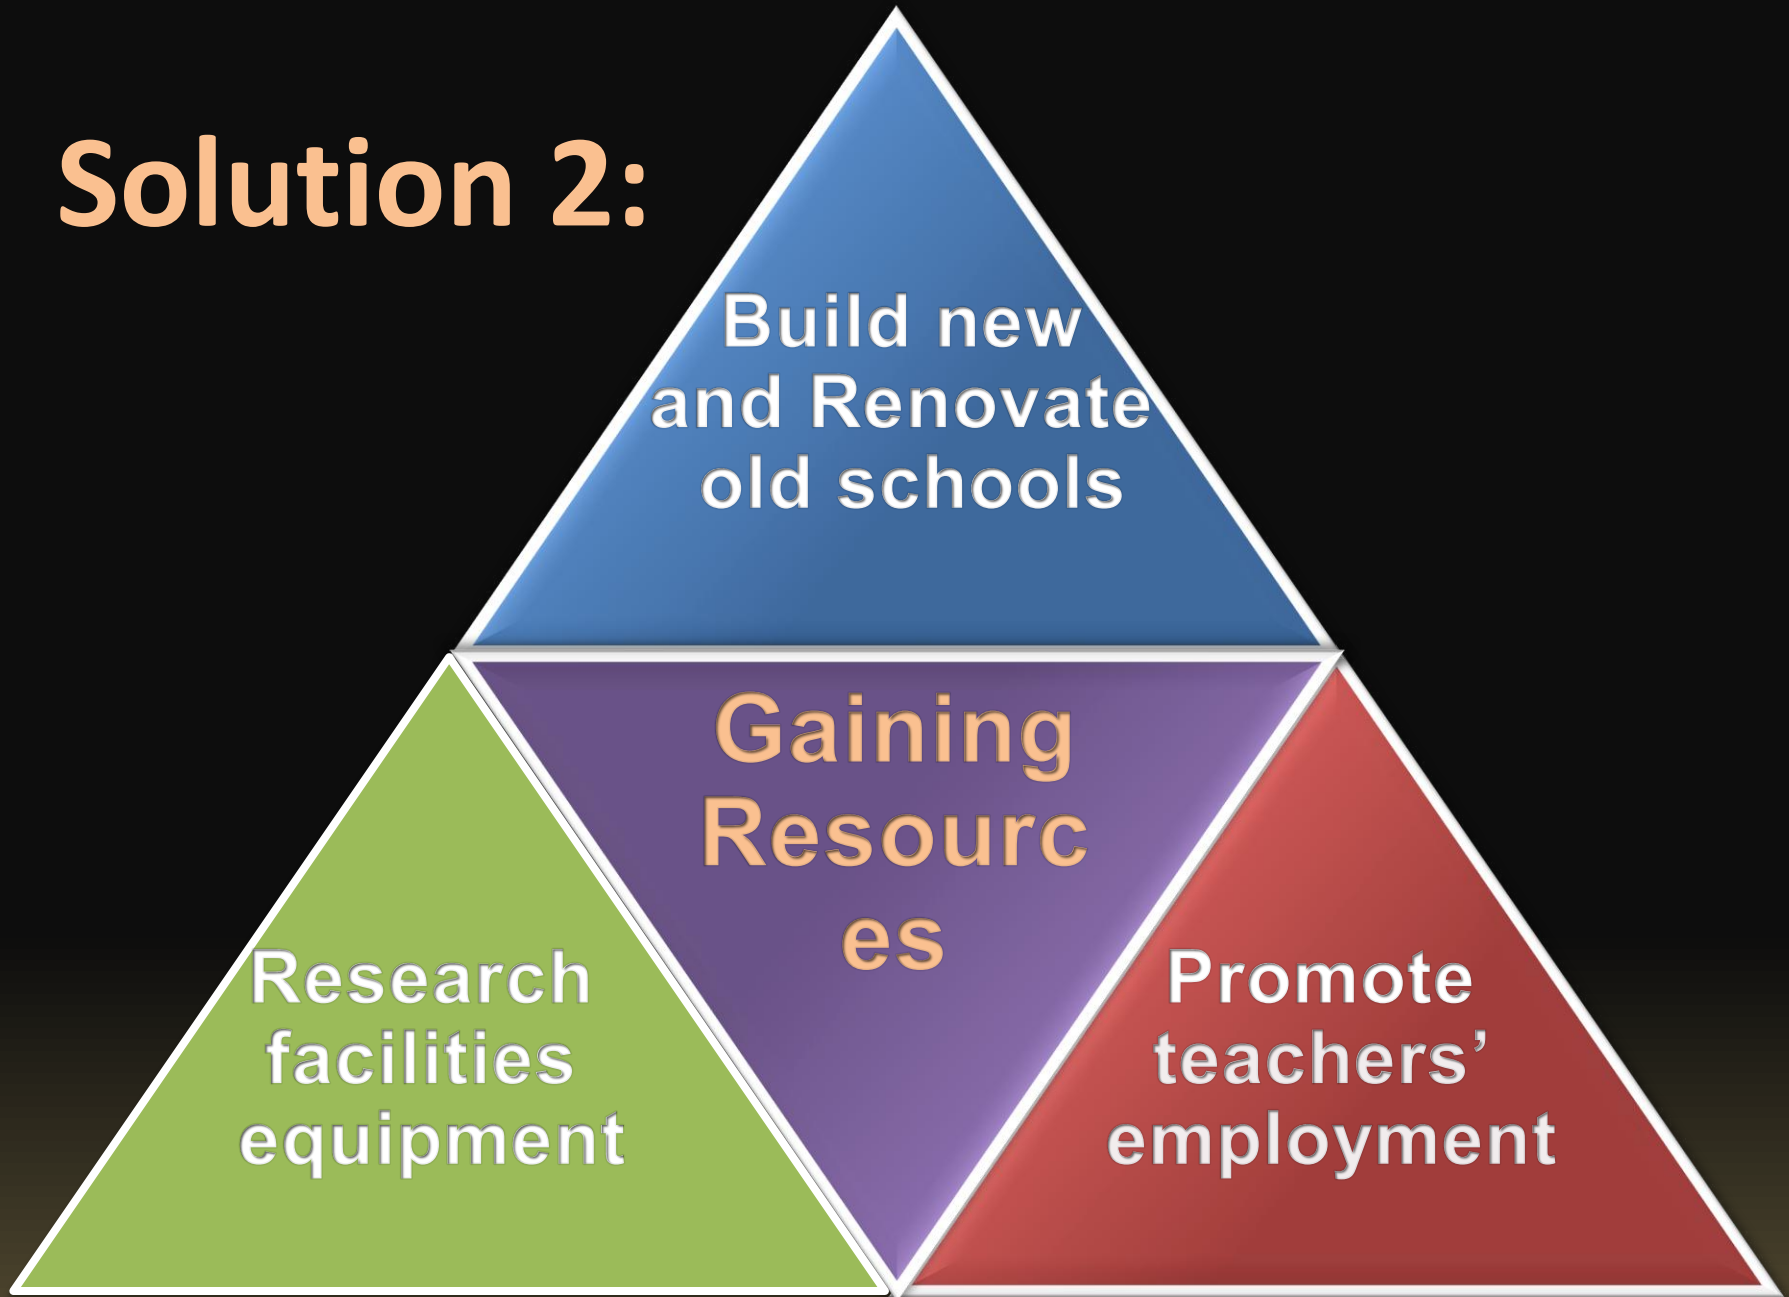 Solution 2:
Build new
and Renovate
old schools
Gaining
Resourc
es
Research
facilities
equipment
Promote
teachers’
employment